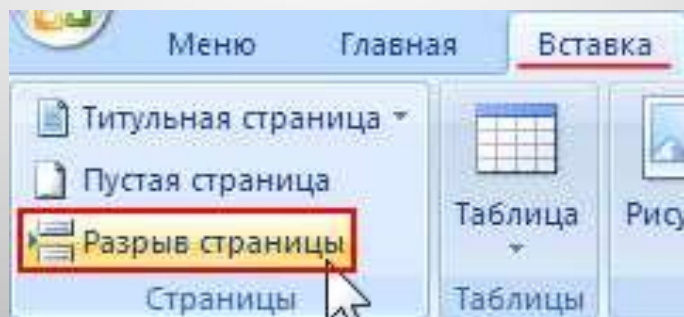 Меню Главная Вставка
Титульная страница
Пустая страница
Разрыв страницы
Страницы
Таблица
Таблицы